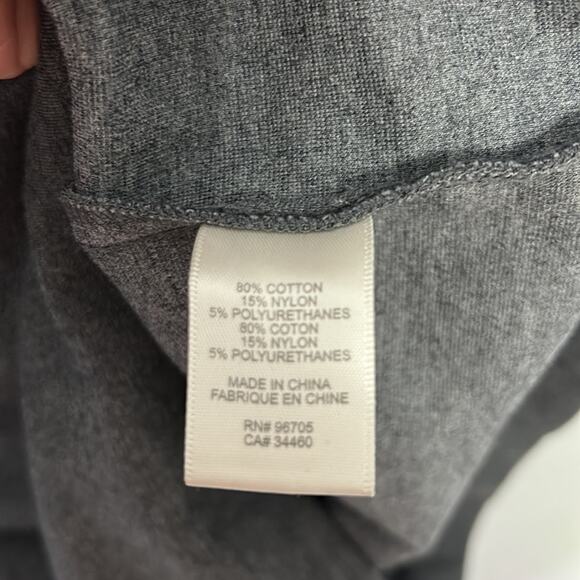 80% COTTON
15% NYLON
5% POLYURETHANES
80% COTON
15% NYLON
5% POLYURETHANES
MADE IN CHINA
FABRIQUE EN CHINE
RN# 96705
CA# 34460